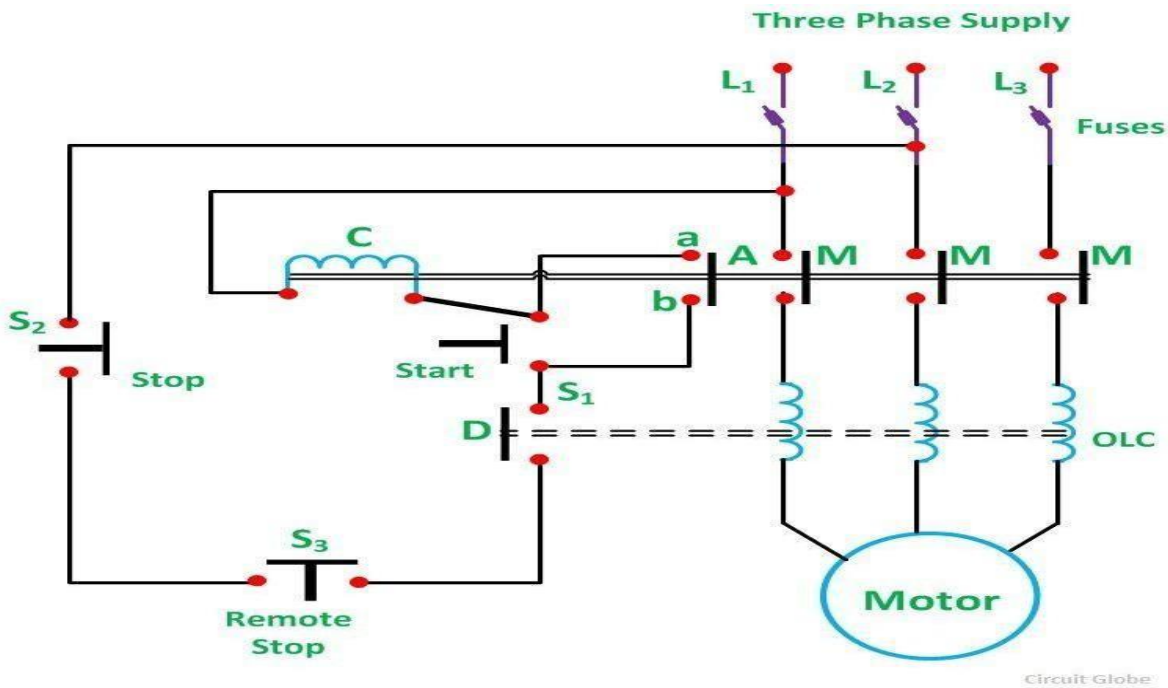 Three Phase Supply
L₁
L₂
L₃
Fuses
C
a
A
M
M
M
b
S₂
Stop
Start
S₁
D
OLC
S₃
Remote
Stop
Motor
Circuit Globe